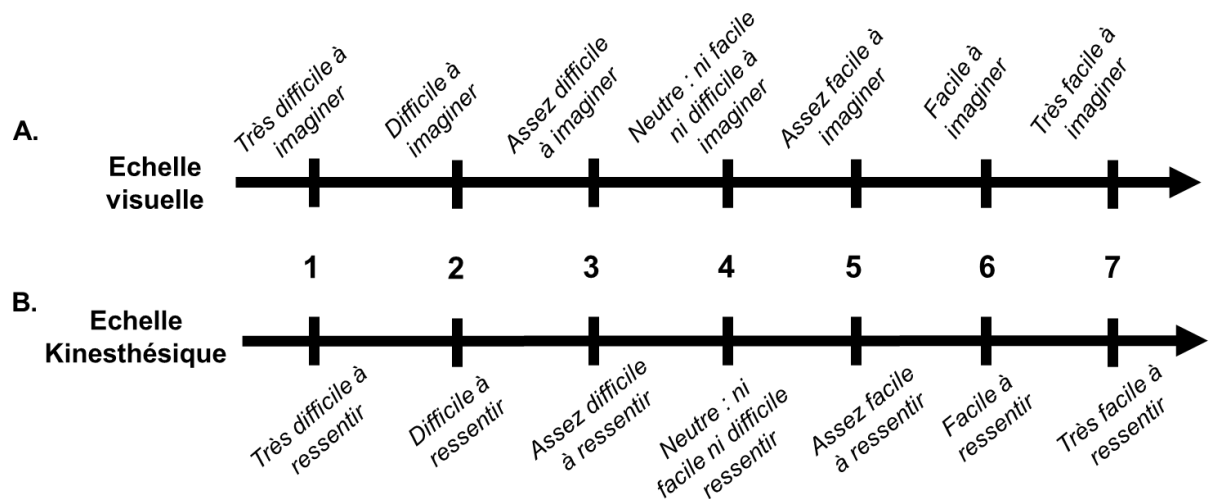 Très difficile à
imaginer
Difficile à
imaginer
Assez difficile
à imaginer
Neutre : ni facile
ni difficile à
imaginer
Assez facile à
imaginer
Facile à
imaginer
Très facile à
imaginer
A.
Echelle
visuelle
1 2 3 4 5 6 7
B.
Echelle
Kinesthésique
Très difficile à
ressentir
Difficile à
ressentir
Assez difficile
à ressentir
Neutre : ni
facile ni difficile
ressentir
Assez facile
à ressentir
Facile à
ressentir
Très facile à
ressentir